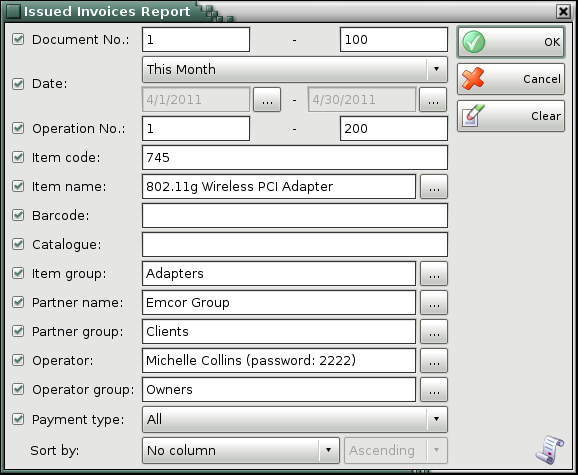 Issued Invoices Report
Document No.: 1 - 100 OK
This Month
Date:
4/1/2011 ... - 4/30/2011 ... Cancel
Operation No.: 1 - 200 Clear
Item code: 745
Item name: 802.11g Wireless PCI Adapter ...
Barcode:
Catalogue:
Item group: Adapters ...
Partner name: Emcor Group ...
Partner group: Clients ...
Operator: Michelle Collins (password: 2222) ...
Operator group: Owners ...
Payment type: All
Sort by: No column Ascending